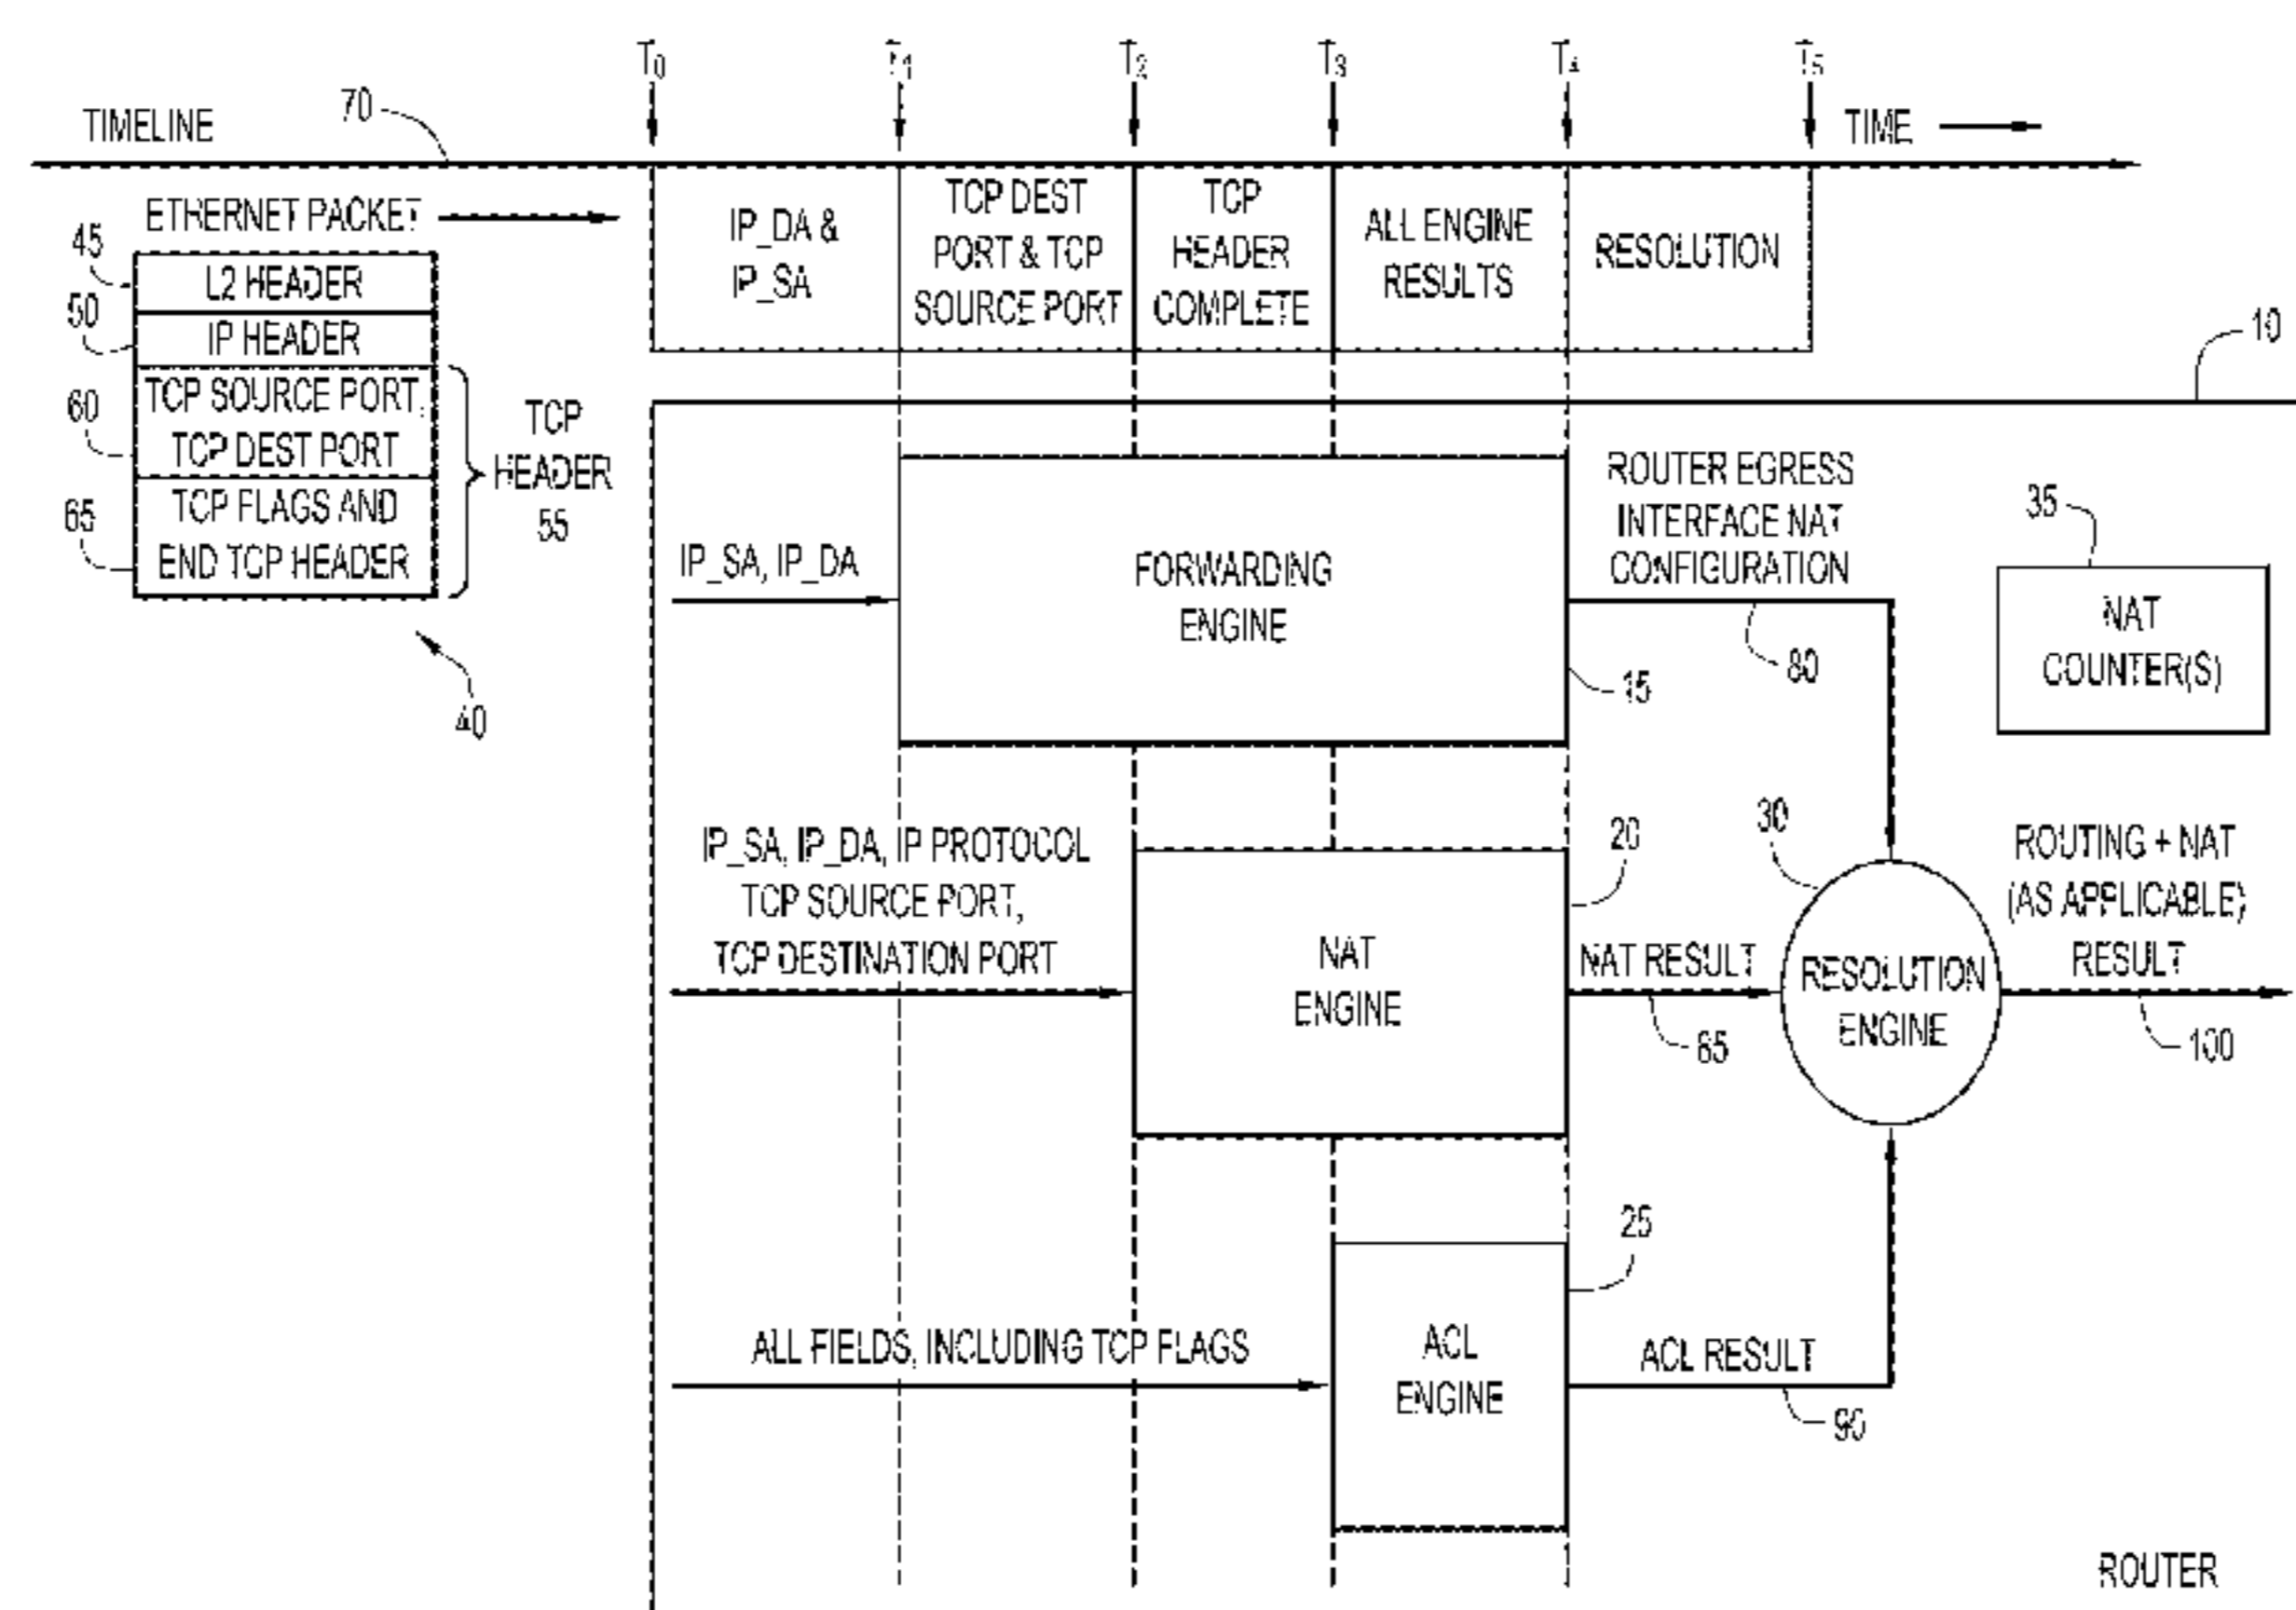 T0
T1
T2
T3
T4
T5
TIMELINE
70
TIME
ETHERNET PACKET
45
L2 HEADER
50
IP HEADER
60
TCP SOURCE PORT,
TCP DEST PORT
65
TCP FLAGS AND
END TCP HEADER
TCP
HEADER
55
40
IP_DA &
IP_SA
TCP DEST
PORT & TCP
SOURCE PORT
TCP
HEADER
COMPLETE
ALL ENGINE
RESULTS
RESOLUTION
10
IP_SA, IP_DA
FORWARDING
ENGINE
15
ROUTER EGRESS
INTERFACE NAT
CONFIGURATION
80
35
NAT
COUNTER(S)
IP_SA, IP_DA, IP PROTOCOL
TCP SOURCE PORT,
TCP DESTINATION PORT
NAT
ENGINE
20
NAT RESULT
85
30
RESOLUTION
ENGINE
ROUTING + NAT
(AS APPLICABLE)
RESULT
100
ALL FIELDS, INCLUDING TCP FLAGS
ACL
ENGINE
25
ACL RESULT
90
ROUTER